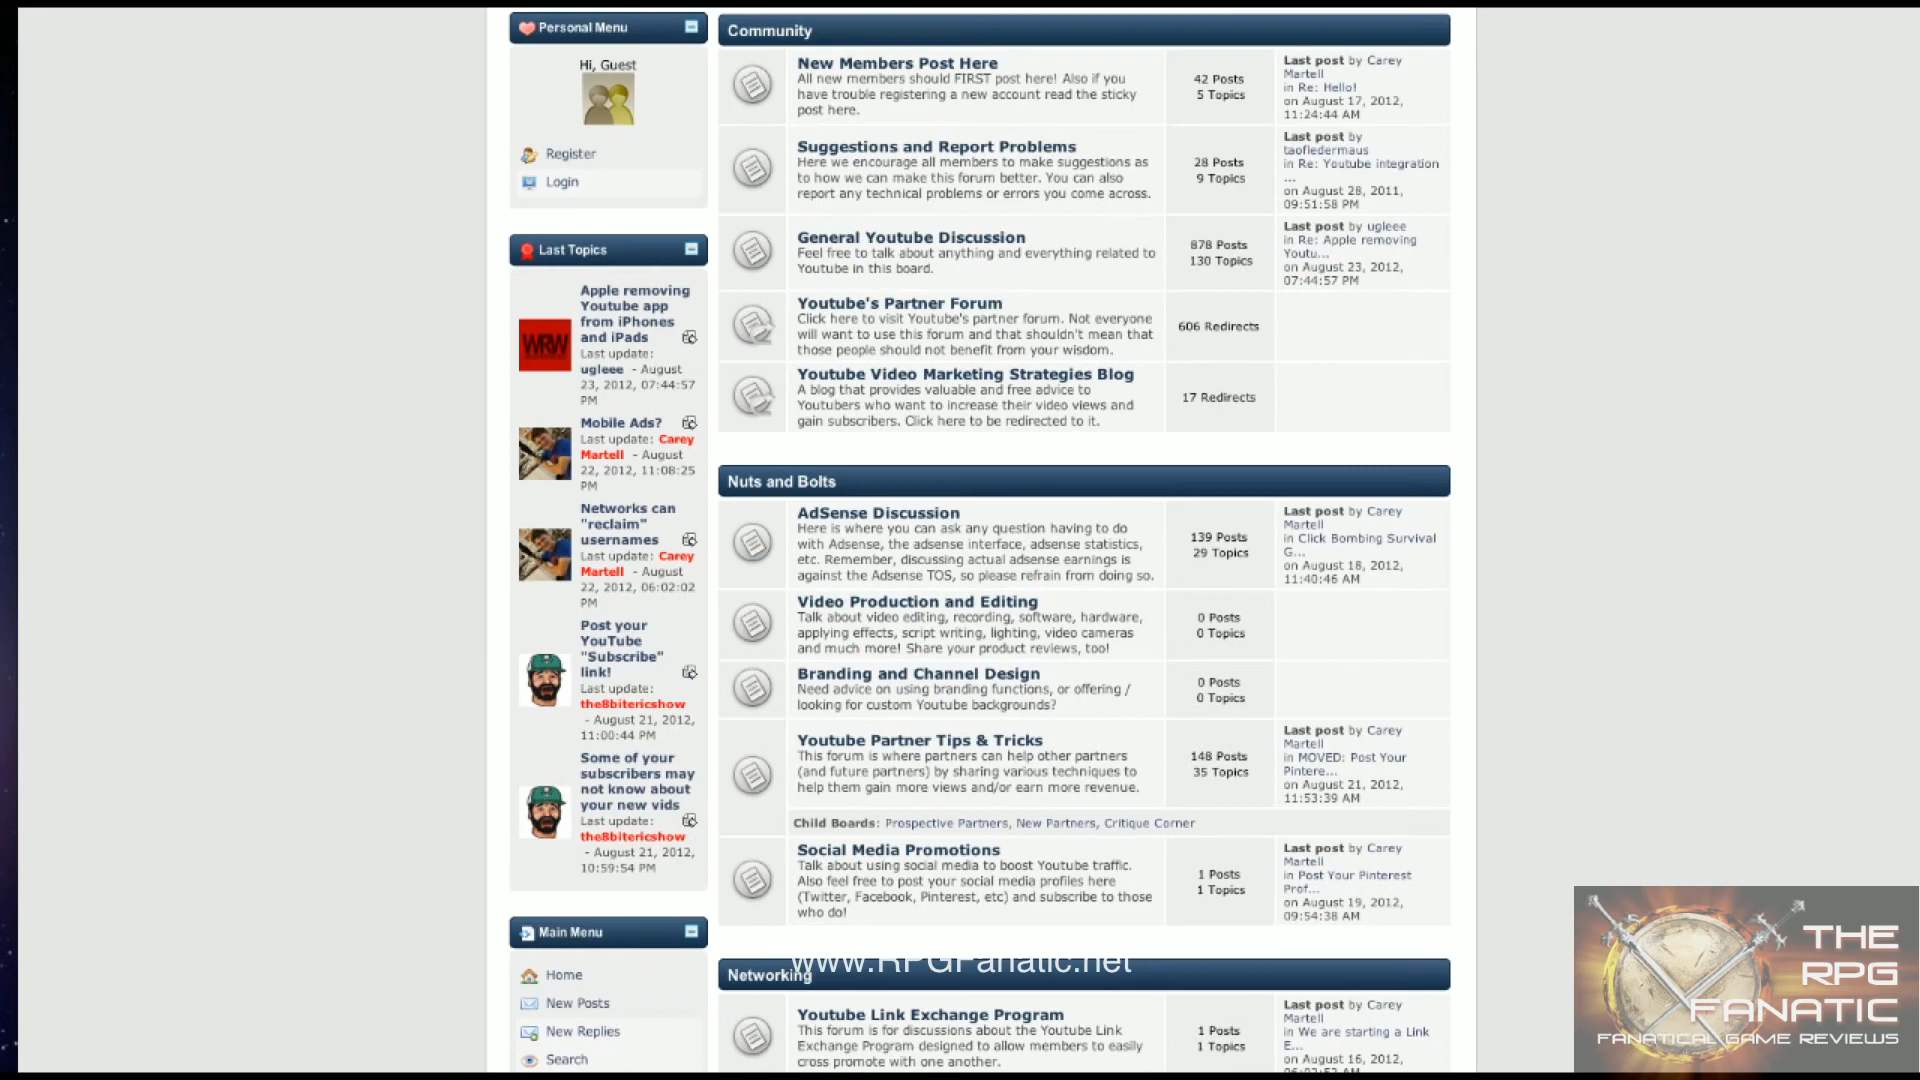 Personal Menu
Hi, Guest
Register
Login
Last Topics
Apple removing
Youtube app
from iPhones
and iPads
Last update:
ugleee - August
23, 2012, 07:44:57
PM
WRW
Mobile Ads?
Last update: Carey
Martell - August
22, 2012, 11:08:25
PM
Networks can
"reclaim"
usernames
Last update: Carey
Martell - August
22, 2012, 06:02:02
PM
Post your
YouTube
"Subscribe"
link!
Last update:
the8bitericshow
- August 21, 2012,
11:00:44 PM
Some of your
subscribers may
not know about
your new vids
Last update:
the8bitericshow
- August 21, 2012,
10:59:54 PM
Main Menu
Home
New Posts
New Replies
Search
Community
New Members Post Here
All new members should FIRST post here! Also if you
have trouble registering a new account read the sticky
post here.
42 Posts
5 Topics
Last post by Carey
Martell
in Re: Hello!
on August 17, 2012,
11:24:44 AM
Suggestions and Report Problems
Here we encourage all members to make suggestions as
to how we can make this forum better. You can also
report any technical problems or errors you come across.
28 Posts
9 Topics
Last post by
taofledermaus
in Re: Youtube integration
...
on August 28, 2011,
09:51:58 PM
General Youtube Discussion
Feel free to talk about anything and everything related to
Youtube in this board.
878 Posts
130 Topics
Last post by ugleee
in Re: Apple removing
Youtu...
on August 23, 2012,
07:44:57 PM
Youtube's Partner Forum
Click here to visit Youtube's partner forum. Not everyone
will want to use this forum and that shouldn't mean that
those people should not benefit from your wisdom.
606 Redirects
Youtube Video Marketing Strategies Blog
A blog that provides valuable and free advice to
Youtubers who want to increase their video views and
gain subscribers. Click here to be redirected to it.
17 Redirects
Nuts and Bolts
AdSense Discussion
Here is where you can ask any question having to do
with Adsense, the adsense interface, adsense statistics,
etc. Remember, discussing actual adsense earnings is
against the Adsense TOS, so please refrain from doing so.
139 Posts
29 Topics
Last post by Carey
Martell
in Click Bombing Survival
G...
on August 18, 2012,
11:40:46 AM
Video Production and Editing
Talk about video editing, recording, software, hardware,
applying effects, script writing, lighting, video cameras
and much more! Share your product reviews, too!
0 Posts
0 Topics
Branding and Channel Design
Need advice on using branding functions, or offering /
looking for custom Youtube backgrounds?
0 Posts
0 Topics
Youtube Partner Tips & Tricks
This forum is where partners can help other partners
(and future partners) by sharing various techniques to
help them gain more views and/or earn more revenue.
148 Posts
35 Topics
Last post by Carey
Martell
in MOVED: Post Your
Pintere...
on August 21, 2012,
11:53:39 AM
Child Boards: Prospective Partners, New Partners, Critique Corner
Social Media Promotions
Talk about using social media to boost Youtube traffic.
Also feel free to post your social media profiles here
(Twitter, Facebook, Pinterest, etc) and subscribe to those
who do!
1 Posts
1 Topics
Last post by Carey
Martell
in Post Your Pinterest
Prof...
on August 19, 2012,
09:54:38 AM
www.RPGFanatic.net
Networking
Youtube Link Exchange Program
This forum is for discussions about the Youtube Link
Exchange Program designed to allow members to easily
cross promote with one another.
1 Posts
1 Topics
Last post by Carey
Martell
in We are starting a Link
E...
on August 16, 2012,
THE
RPG
FANATIC
FANATICAL GAME REVIEWS